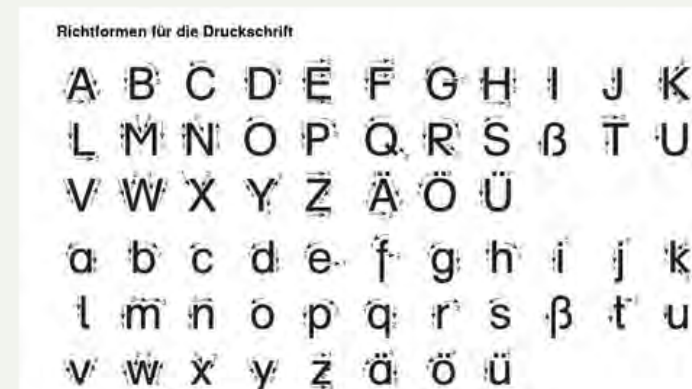 Richtformen für die Druckschrift
A B C D E F G H I J K
L M N O P Q R S ß T U
V W X Y Z Ä Ö Ü
a b c d e f g h i j k
l m n o p q r s ß t u
v w x y z ä ö ü